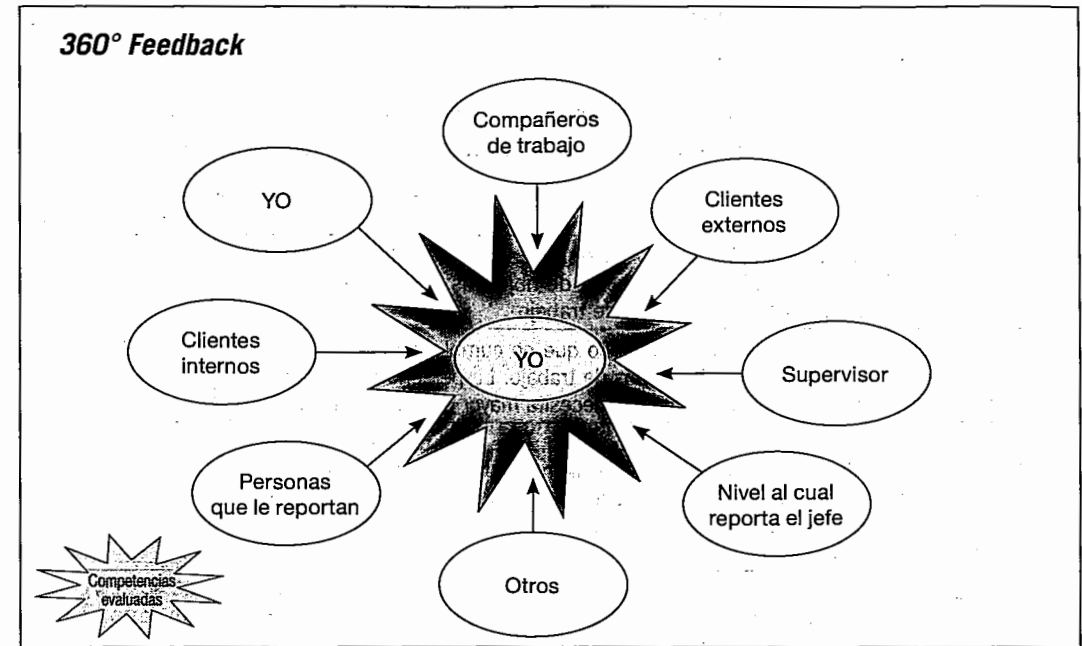 360° Feedback
Compañeros
de trabajo
YO
Clientes
externos
Clientes
internos
YO
Supervisor
Personas
que le reportan
Nivel al cual
reporta el jefe
Otros
Competencias
evaluadas